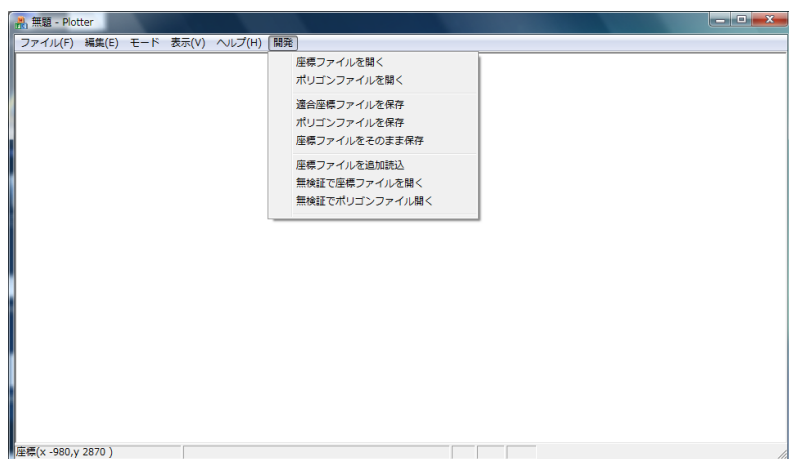 無題 - Plotter
ファイル(F) 編集(E) モード 表示(V) ヘルプ(H) 開発
座標ファイルを開く
ポリゴンファイルを開く
適合座標ファイルを保存
ポリゴンファイルを保存
座標ファイルをそのまま保存
座標ファイルを追加読込
無検証で座標ファイルを開く
無検証でポリゴンファイル開く
座標(x -980,y 2870 )